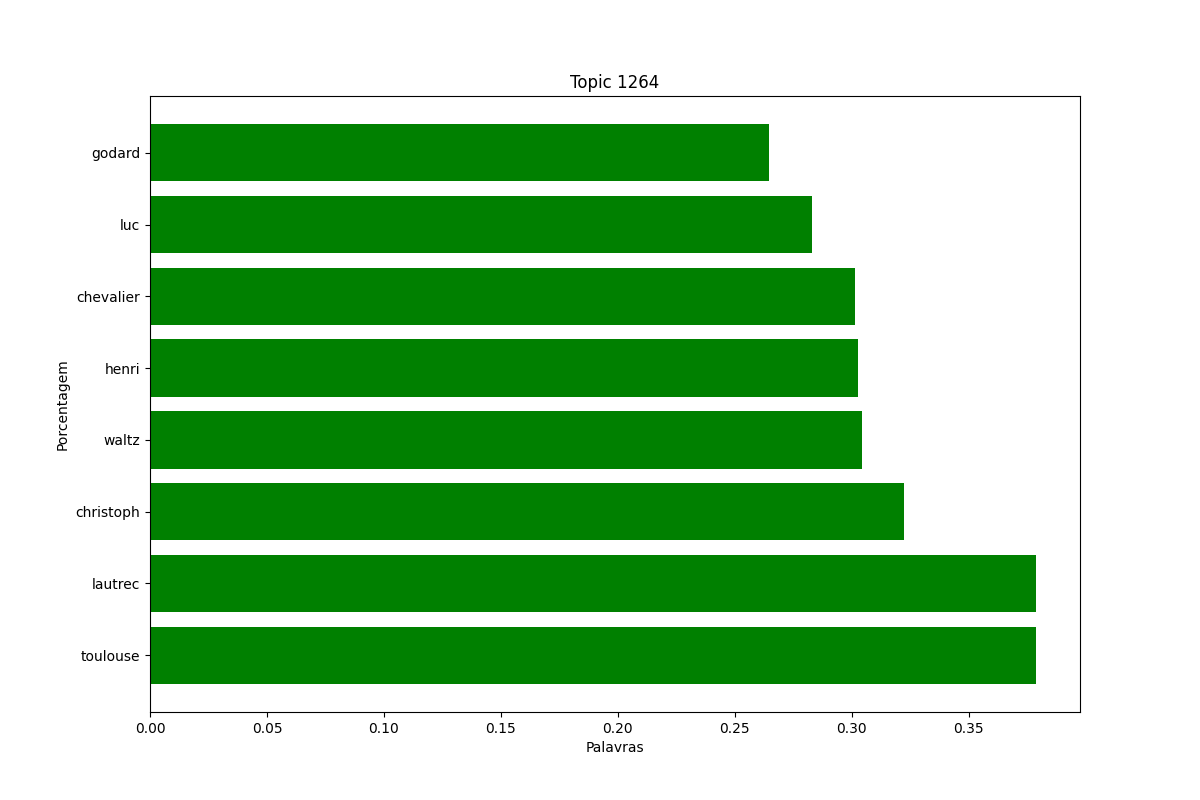 Topic 1264
godard
luc
chevalier
henri
waltz
christoph
lautrec
toulouse
Porcentagem
0.00 0.05 0.10 0.15 0.20 0.25 0.30 0.35
Palavras